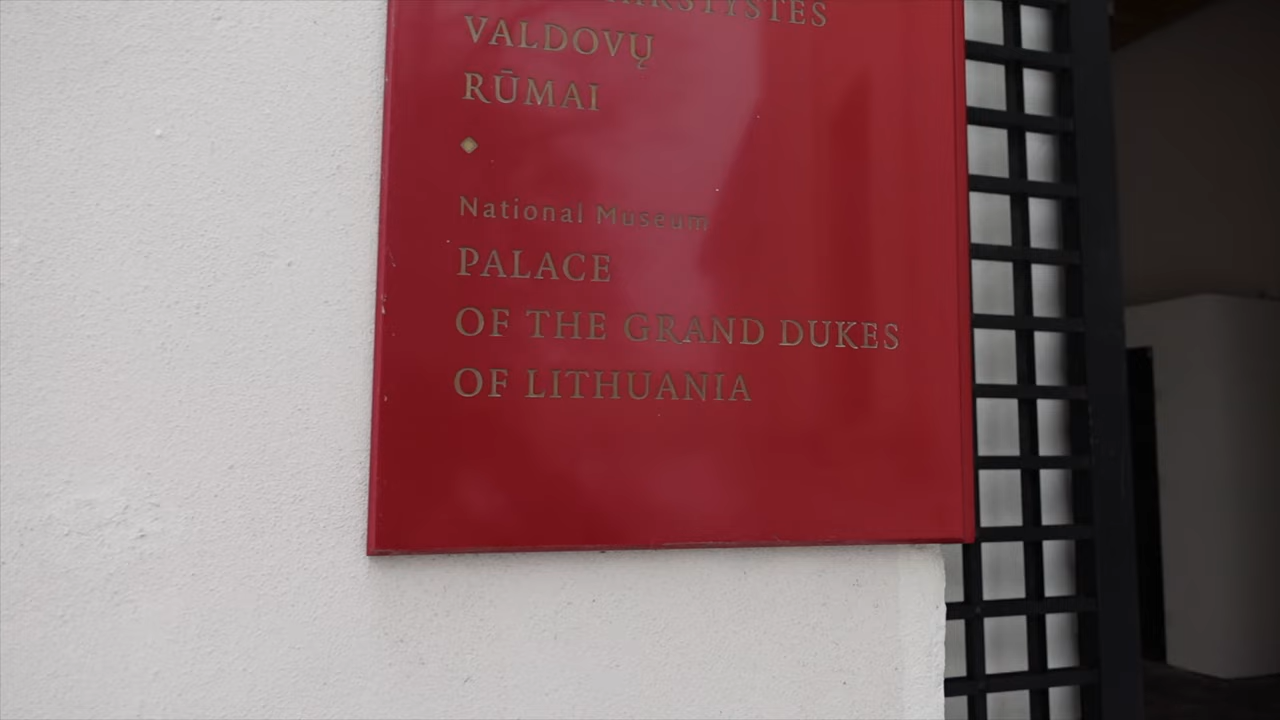 VALDOVŲ
RŪMAI
National Museum
PALACE
OF THE GRAND DUKES
OF LITHUANIA